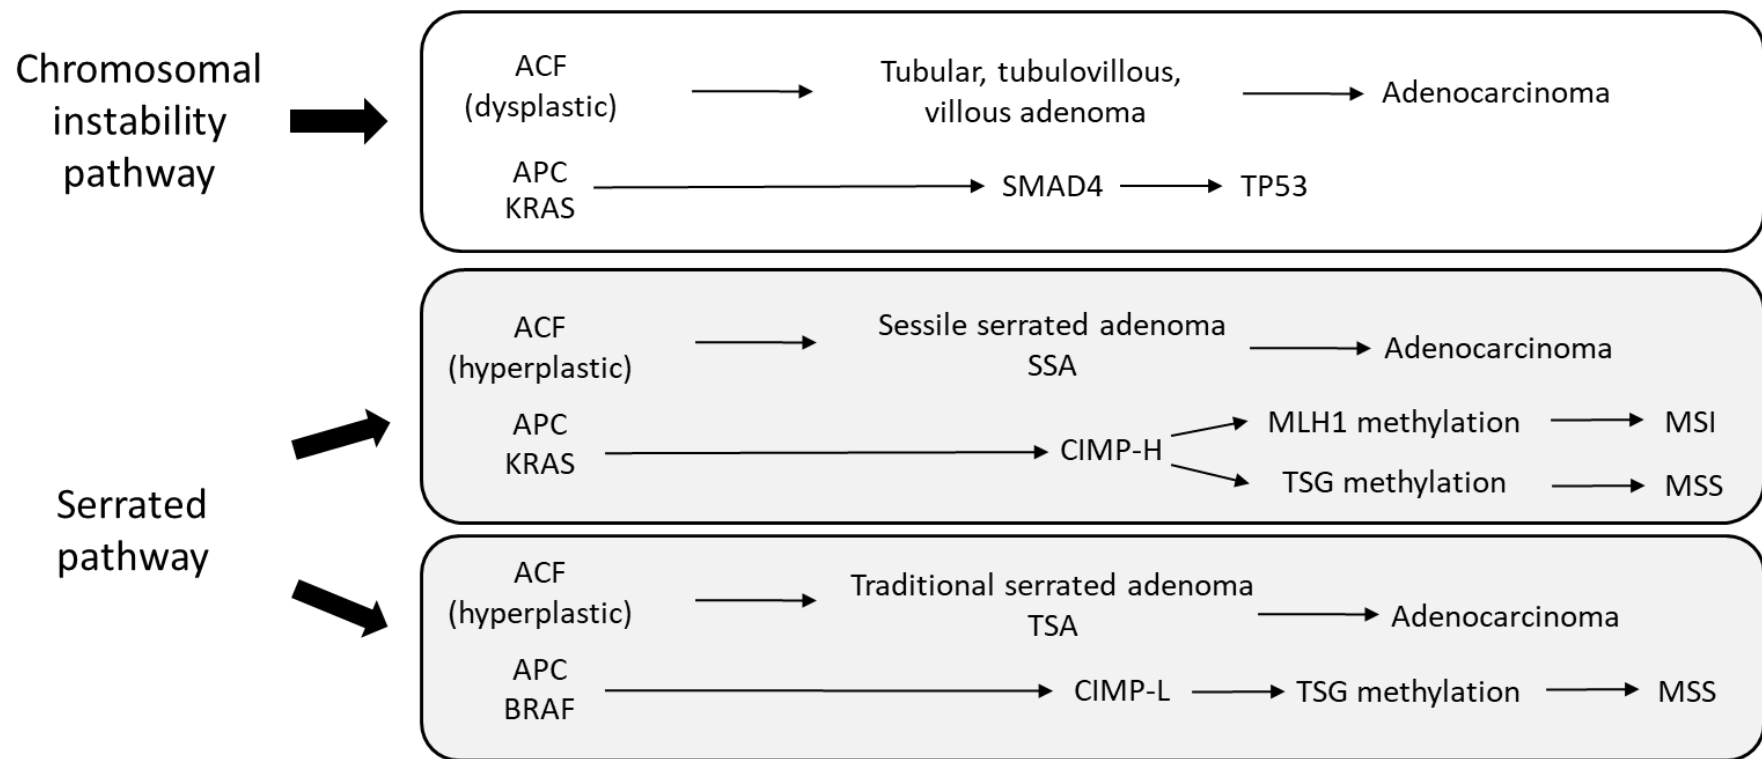 Chromosomal
instability
pathway
ACF
(dysplastic)
Tubular, tubulovillous,
villous adenoma
Adenocarcinoma
APC
KRAS
SMAD4
TP53
Serrated
pathway
ACF
(hyperplastic)
Sessile serrated adenoma
SSA
Adenocarcinoma
APC
KRAS
CIMP-H
MLH1 methylation
MSI
TSG methylation
MSS
ACF
(hyperplastic)
Traditional serrated adenoma
TSA
Adenocarcinoma
APC
BRAF
CIMP-L
TSG methylation
MSS